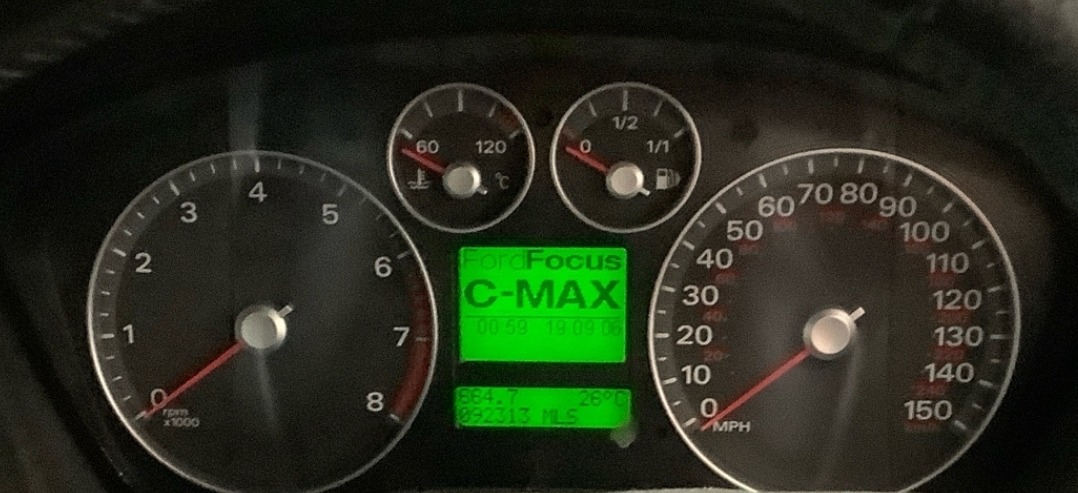 60 120
°C
0 1/2 1/1
0 1 2 3 4 5 6 7 8
rpm
x1000
FordFocus
C-MAX
00:59 19.09.06
664.7 26°C
092313 MLS
0 10 20 30 40 50 60 70 80 90 100 110 120 130 140 150
MPH